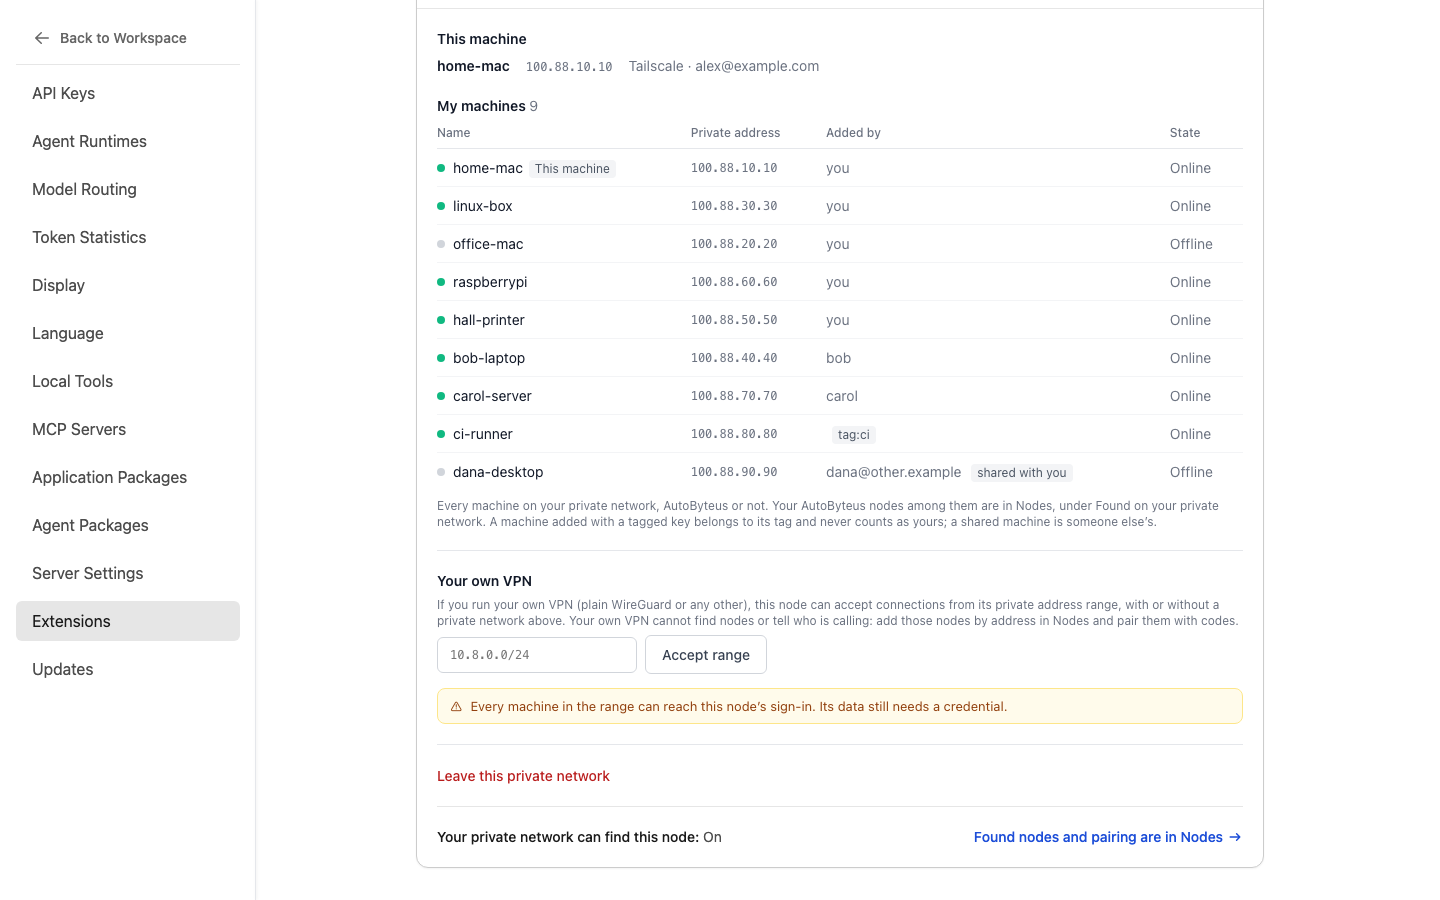 Back to Workspace
API Keys
Agent Runtimes
Model Routing
Token Statistics
Display
Language
Local Tools
MCP Servers
Application Packages
Agent Packages
Server Settings
Extensions
Updates
This machine
home-mac 100.88.10.10 Tailscale · alex@example.com
My machines 9
Name Private address Added by State
home-mac This machine 100.88.10.10 you Online
linux-box 100.88.30.30 you Online
office-mac 100.88.20.20 you Offline
raspberrypi 100.88.60.60 you Online
hall-printer 100.88.50.50 you Online
bob-laptop 100.88.40.40 bob Online
carol-server 100.88.70.70 carol Online
ci-runner 100.88.80.80 tag:ci Online
dana-desktop 100.88.90.90 dana@other.example shared with you Offline
Every machine on your private network, AutoByteus or not. Your AutoByteus nodes among them are in Nodes, under Found on your private
network. A machine added with a tagged key belongs to its tag and never counts as yours; a shared machine is someone else’s.
Your own VPN
If you run your own VPN (plain WireGuard or any other), this node can accept connections from its private address range, with or without a
private network above. Your own VPN cannot find nodes or tell who is calling: add those nodes by address in Nodes and pair them with codes.
10.8.0.0/24 Accept range
Every machine in the range can reach this node’s sign-in. Its data still needs a credential.
Leave this private network
Your private network can find this node: On Found nodes and pairing are in Nodes →